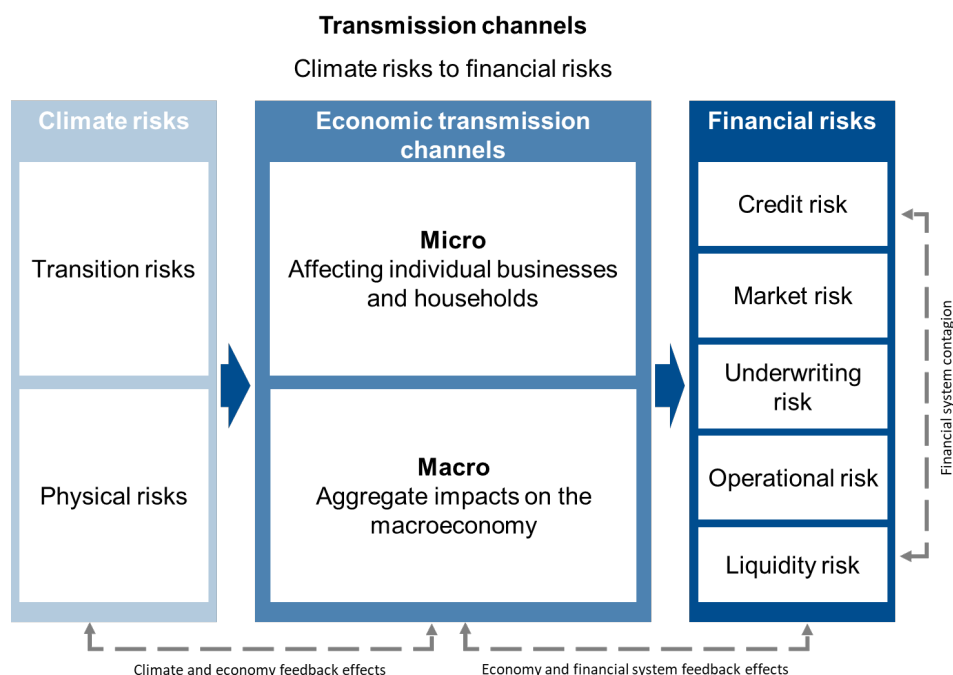 Transmission channels
Climate risks to financial risks
Climate risks
Transition risks
Physical risks
Economic transmission
channels
Micro
Affecting individual businesses
and households
Macro
Aggregate impacts on the
macroeconomy
Financial risks
Credit risk
Market risk
Underwriting
risk
Operational risk
Liquidity risk
Financial system contagion
Climate and economy feedback effects
Economy and financial system feedback effects